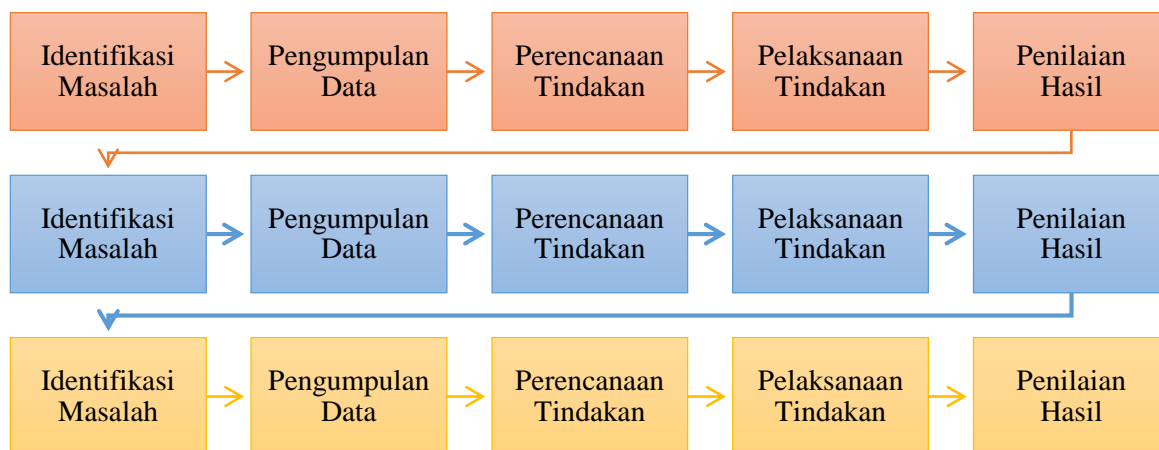 Identifikasi
Masalah
Pengumpulan
Data
Perencanaan
Tindakan
Pelaksanaan
Tindakan
Penilaian
Hasil
Identifikasi
Masalah
Pengumpulan
Data
Perencanaan
Tindakan
Pelaksanaan
Tindakan
Penilaian
Hasil
Identifikasi
Masalah
Pengumpulan
Data
Perencanaan
Tindakan
Pelaksanaan
Tindakan
Penilaian
Hasil